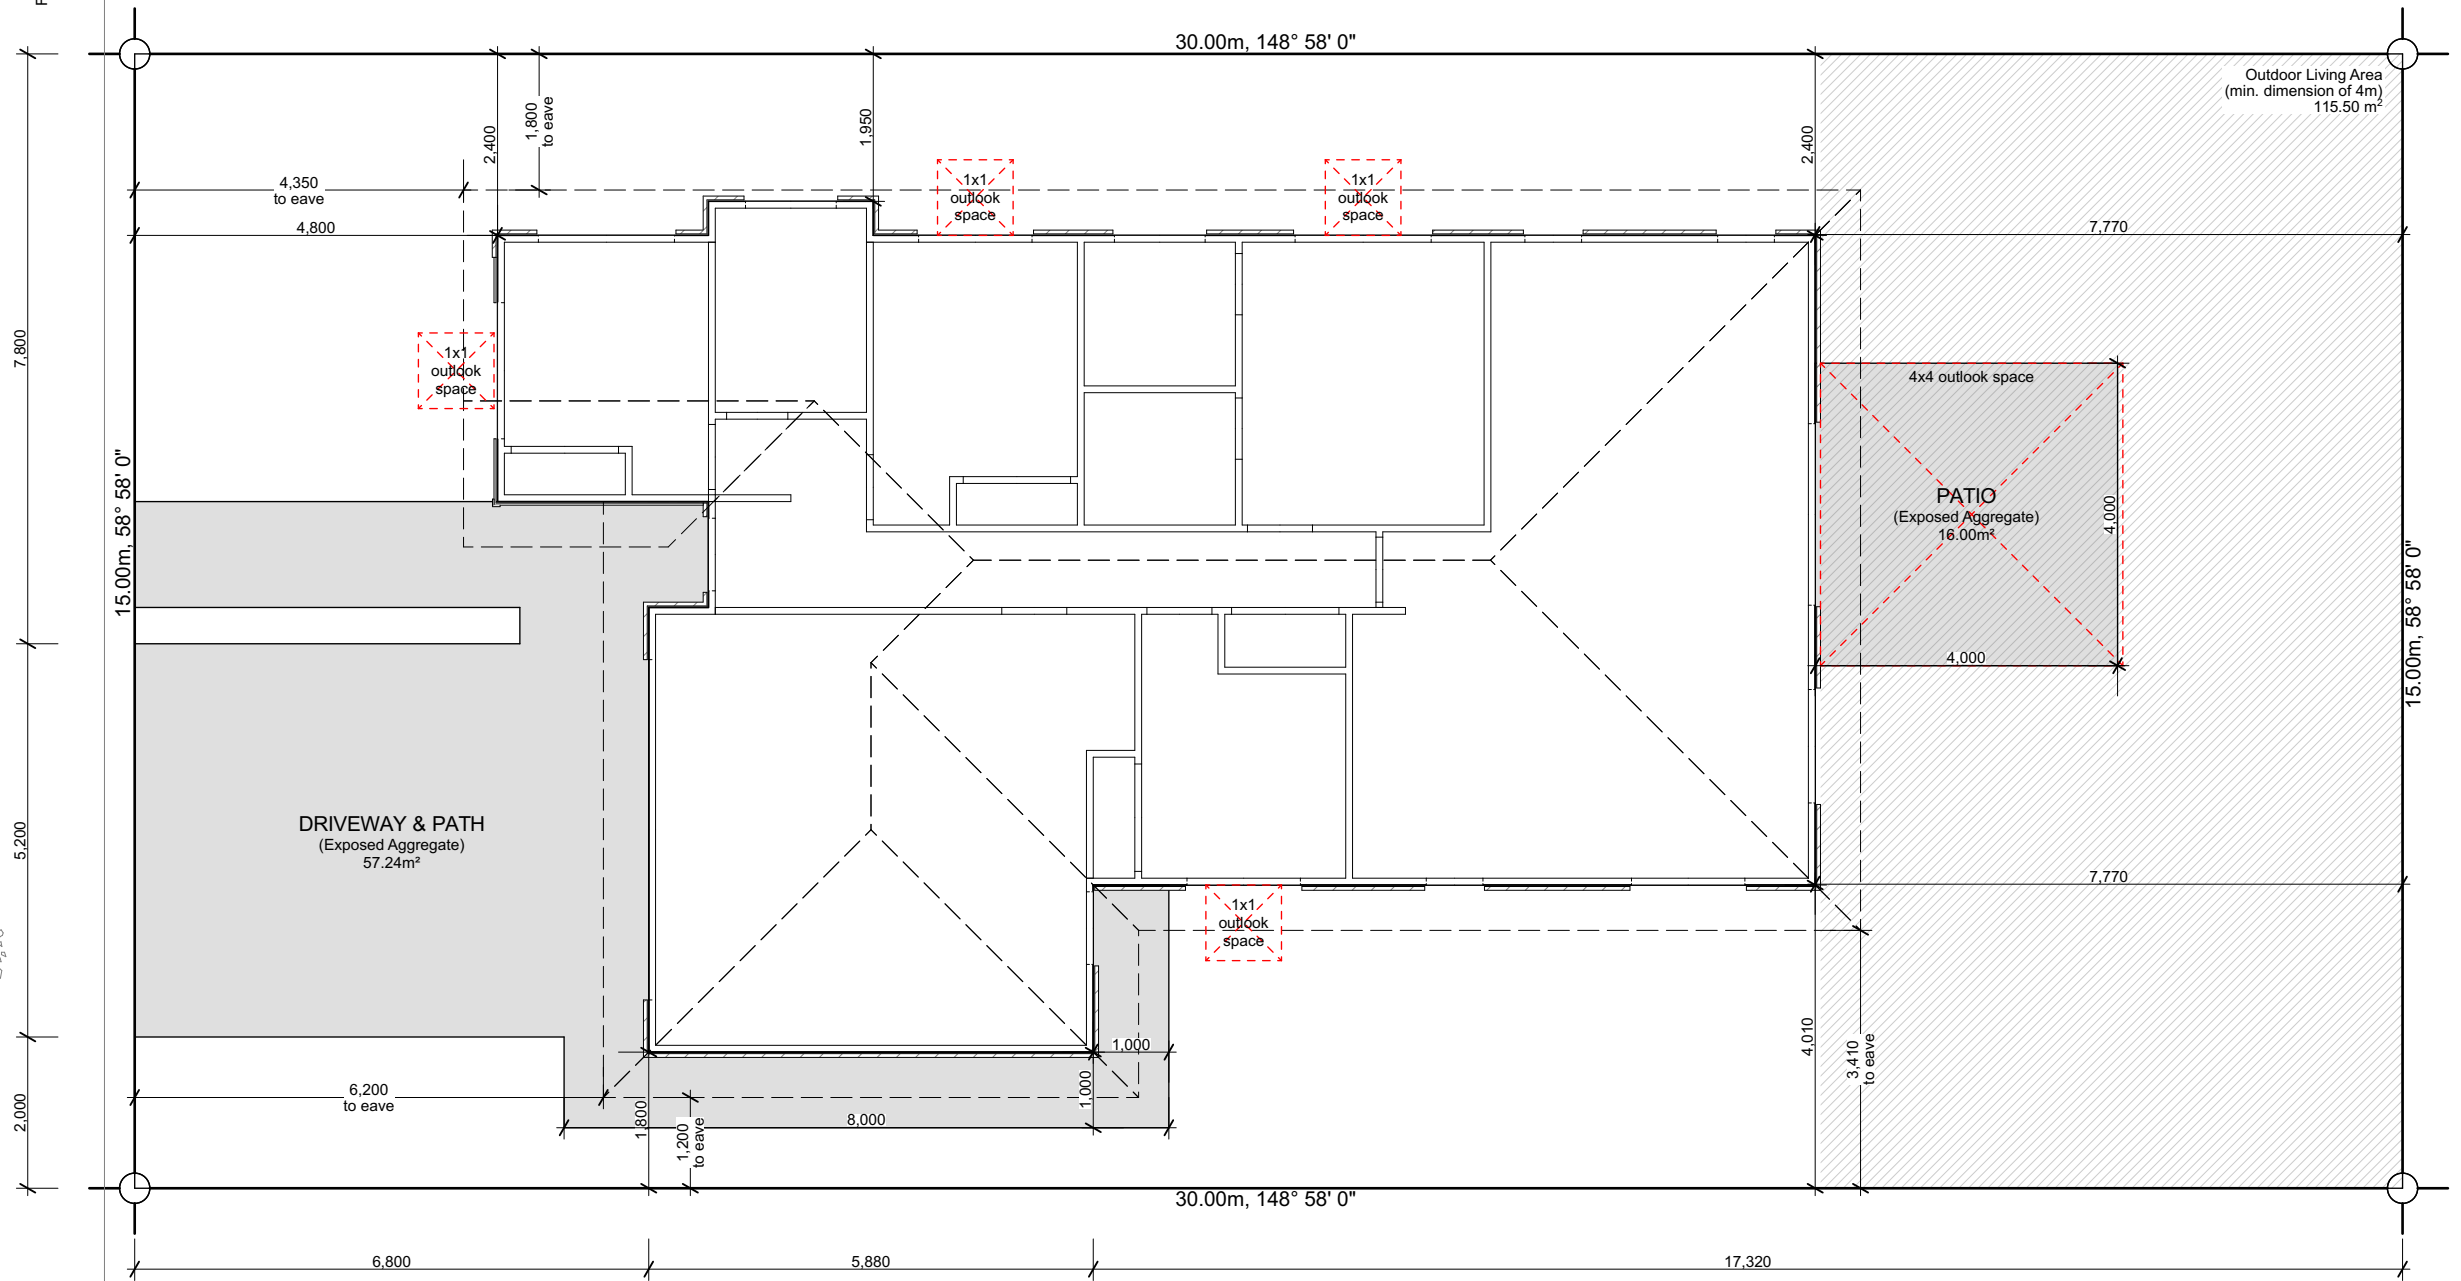 30.00m, 148° 58' 0"
Outdoor Living Area
(min. dimension of 4m)
115.50 m²
2,400
1,800
to eave
1,950
2,400
4,350
to eave
4,800
1x1
outlook
space
1x1
outlook
space
7,770
7,800
1x1
outlook
space
4x4 outlook space
15.00m, 58° 58' 0"
PATIO
(Exposed Aggregate)
16.00m²
4,000
4,000
15.00m, 58° 58' 0"
DRIVEWAY & PATH
(Exposed Aggregate)
57.24m²
5,200
7,770
1x1
outlook
space
1,000
4,010
3,410
to eave
6,200
to eave
2,000
1,800
1,200
to eave
8,000
1,000
30.00m, 148° 58' 0"
6,800
5,880
17,320